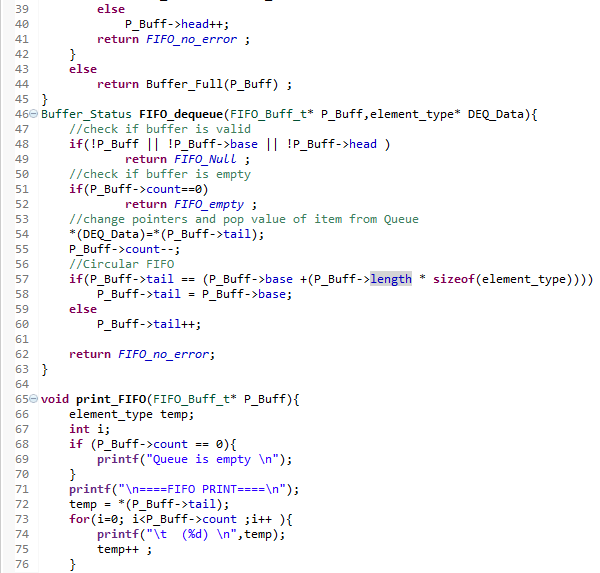 39 else
40 P_Buff->head++;
41 return FIFO_no_error ;
42 }
43 else
44 return Buffer_Full(P_Buff) ;
45 }
46 Buffer_Status FIFO_dequeue(FIFO_Buff_t* P_Buff,element_type* DEQ_Data){
47 //check if buffer is valid
48 if(!P_Buff || !P_Buff->base || !P_Buff->head )
49 return FIFO_Null ;
50 //check if buffer is empty
51 if(P_Buff->count==0)
52 return FIFO_empty ;
53 //change pointers and pop value of item from Queue
54 *(DEQ_Data)=*(P_Buff->tail);
55 P_Buff->count--;
56 //Circular FIFO
57 if(P_Buff->tail == (P_Buff->base +(P_Buff->length * sizeof(element_type))))
58 P_Buff->tail = P_Buff->base;
59 else
60 P_Buff->tail++;
61
62 return FIFO_no_error;
63 }
64
65 void print_FIFO(FIFO_Buff_t* P_Buff){
66 element_type temp;
67 int i;
68 if (P_Buff->count == 0){
69 printf("Queue is empty \n");
70 }
71 printf("\n====FIFO PRINT====\n");
72 temp = *(P_Buff->tail);
73 for(i=0; i<P_Buff->count ;i++ ){
74 printf("\t (%d) \n",temp);
75 temp++ ;
76 }